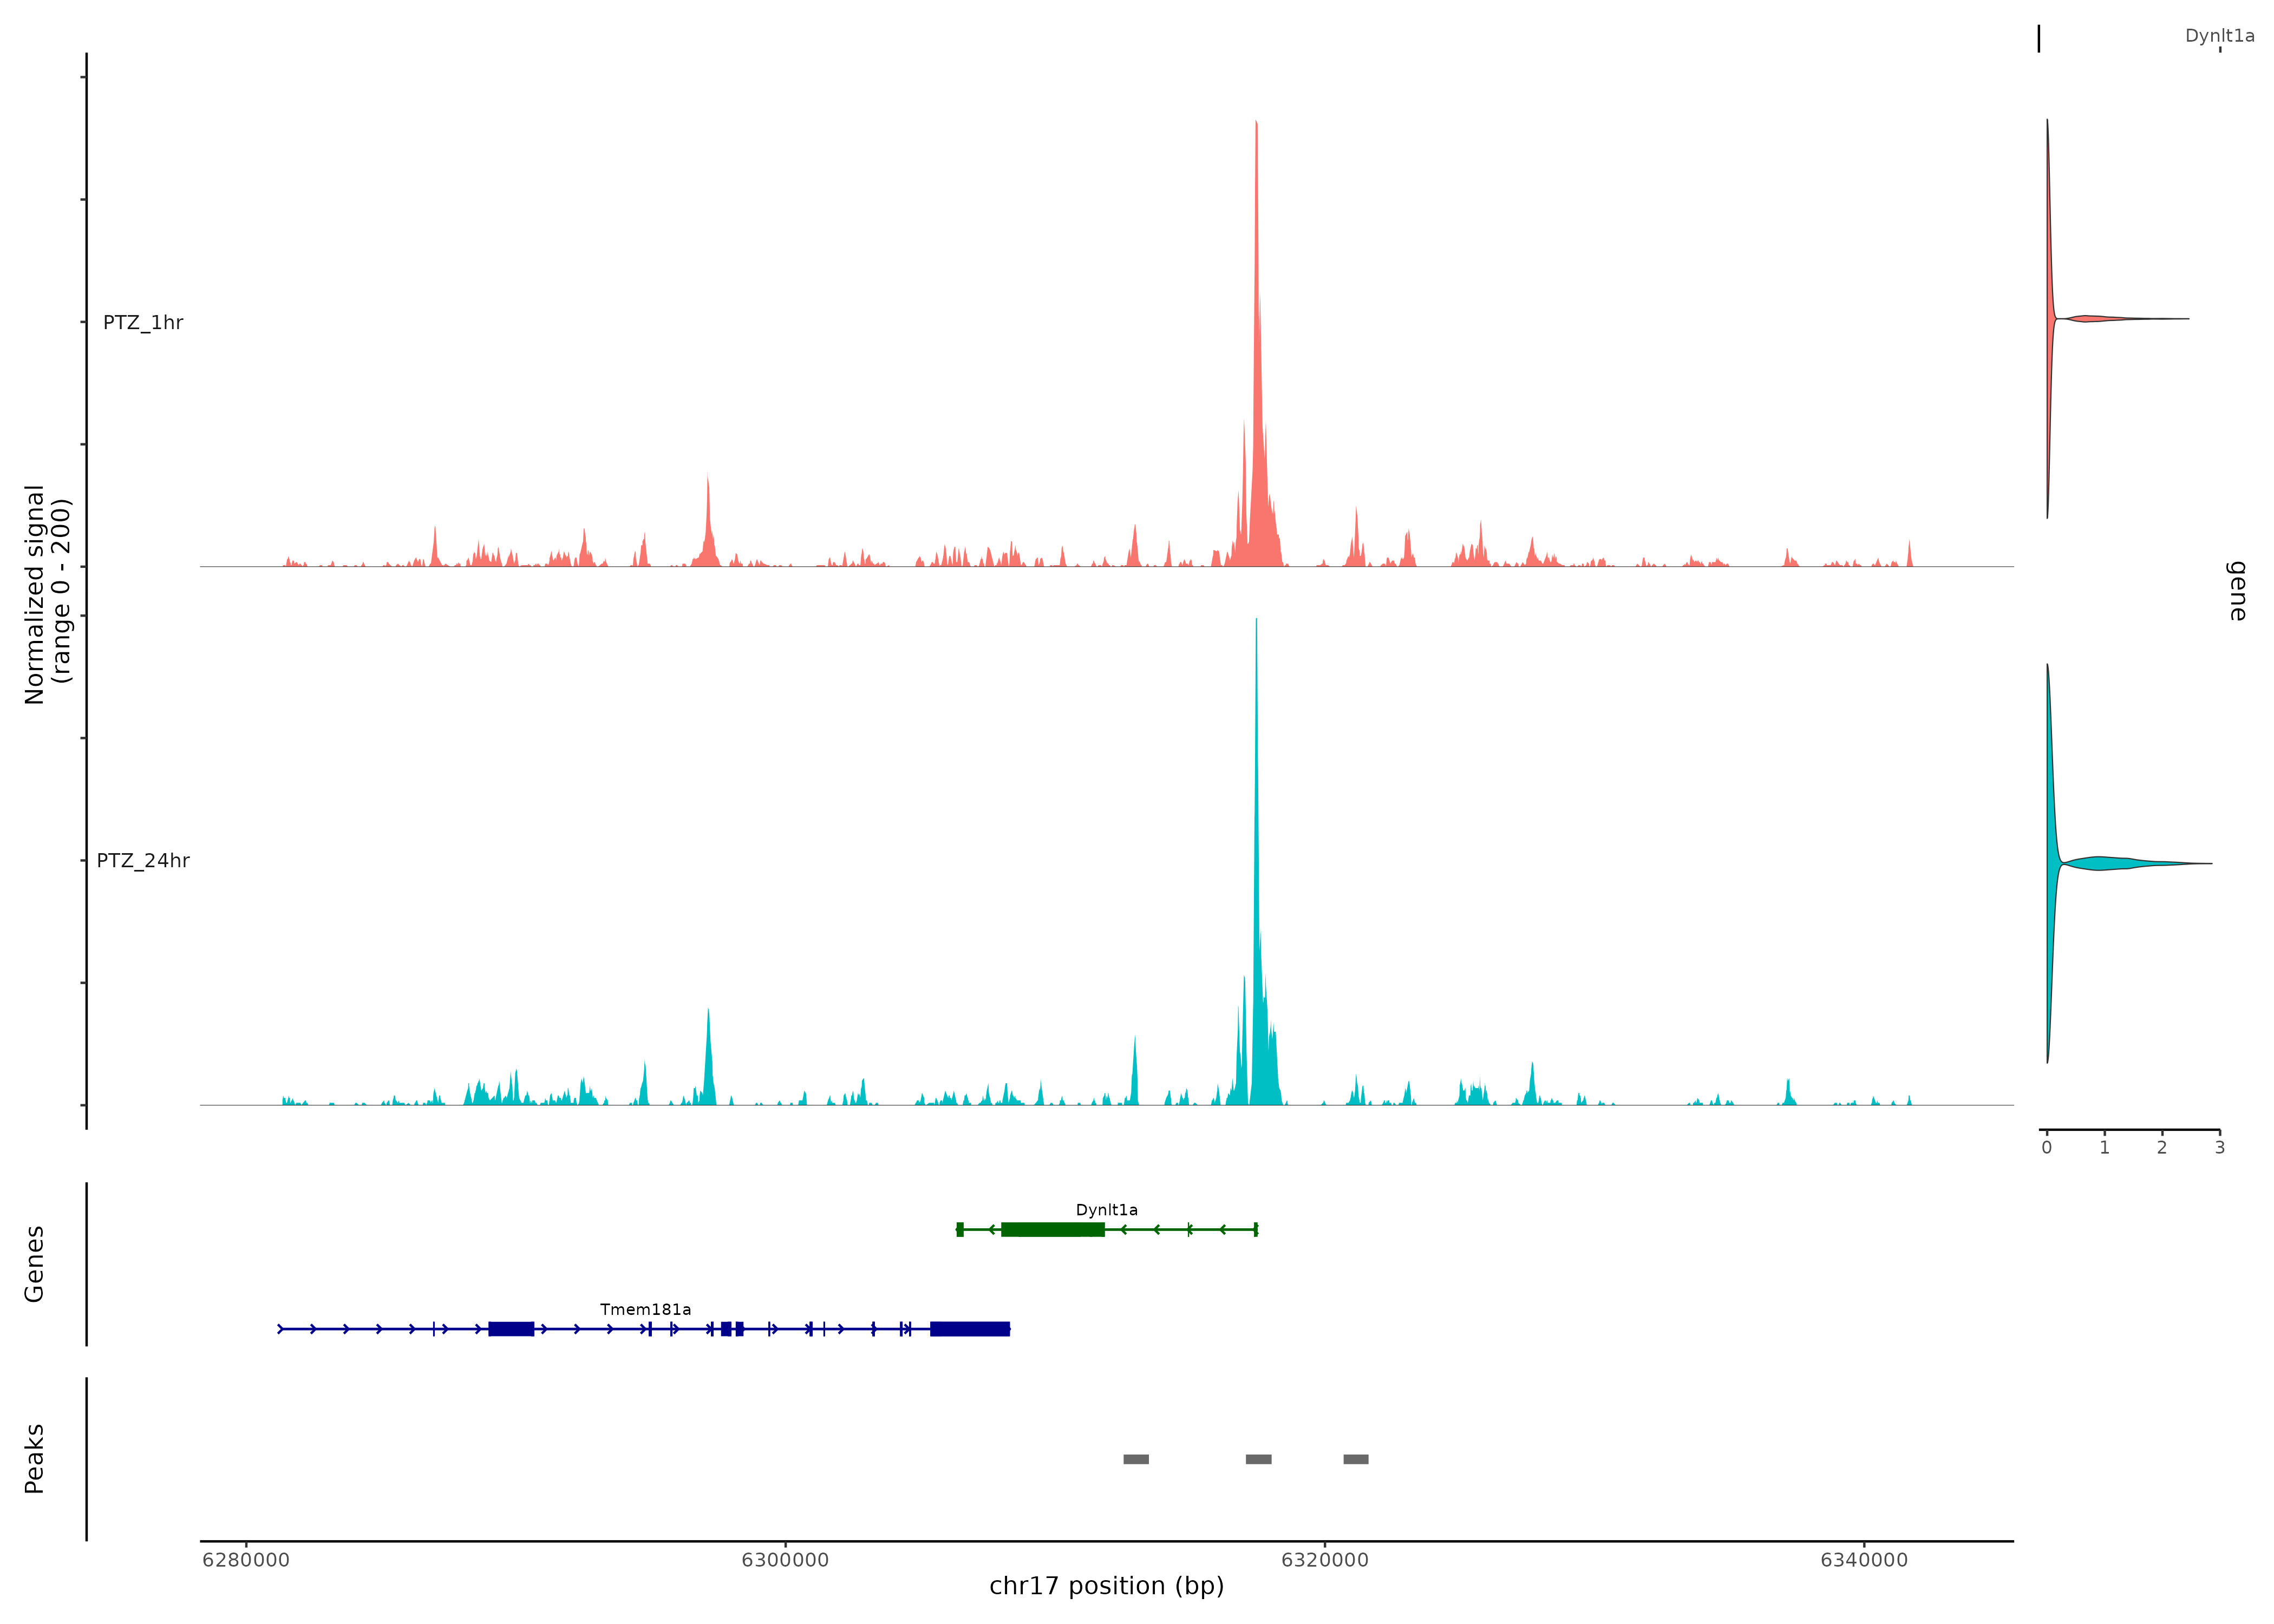 Dynlt1a
PTZ_1hr
Normalized signal
(range 0 - 200)
gene
PTZ_24hr
0 1 2 3
Genes
Dynlt1a
Tmem181a
Peaks
6280000 6300000 6320000 6340000
chr17 position (bp)